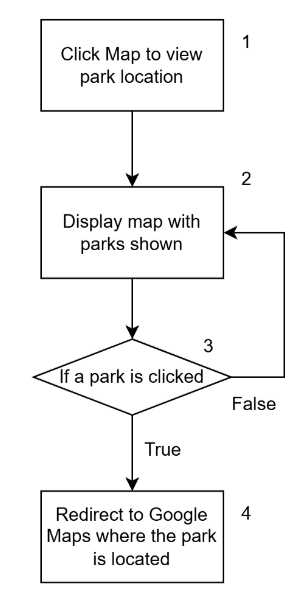 Click Map to view
park location
1
Display map with
parks shown
2
If a park is clicked
3
False
True
Redirect to Google
Maps where the park
is located
4